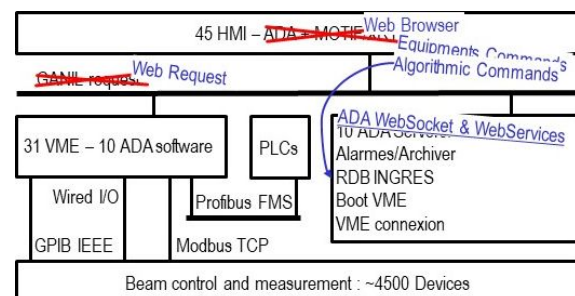 45 HMI – ADA + MOTIF Web Browser
Equipments Commands
GANIL request Web Request
Algorithmic Commands
ADA WebSocket & WebServices
31 VME – 10 ADA software
PLCs
10 ADA
Alarmes/Archiver
RDB INGRES
Boot VME
VME connexion
Wired I/O
Profibus FMS
GPIB IEEE
Modbus TCP
Beam control and measurement : ~4500 Devices